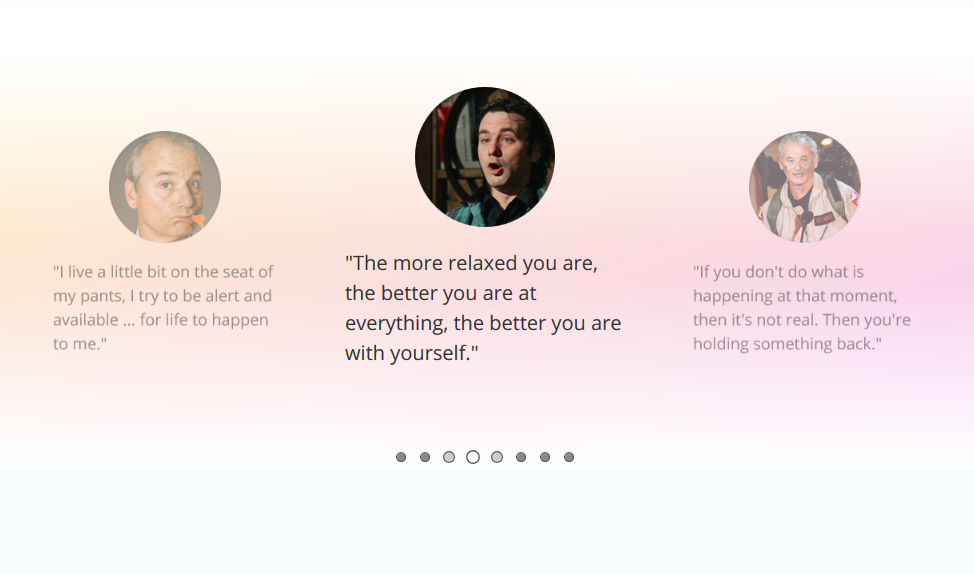 "I live a little bit on the seat of
my pants, I try to be alert and
available ... for life to happen
to me."
"The more relaxed you are,
the better you are at
everything, the better you are
with yourself."
"If you don't do what is
happening at that moment,
then it's not real. Then you're
holding something back."